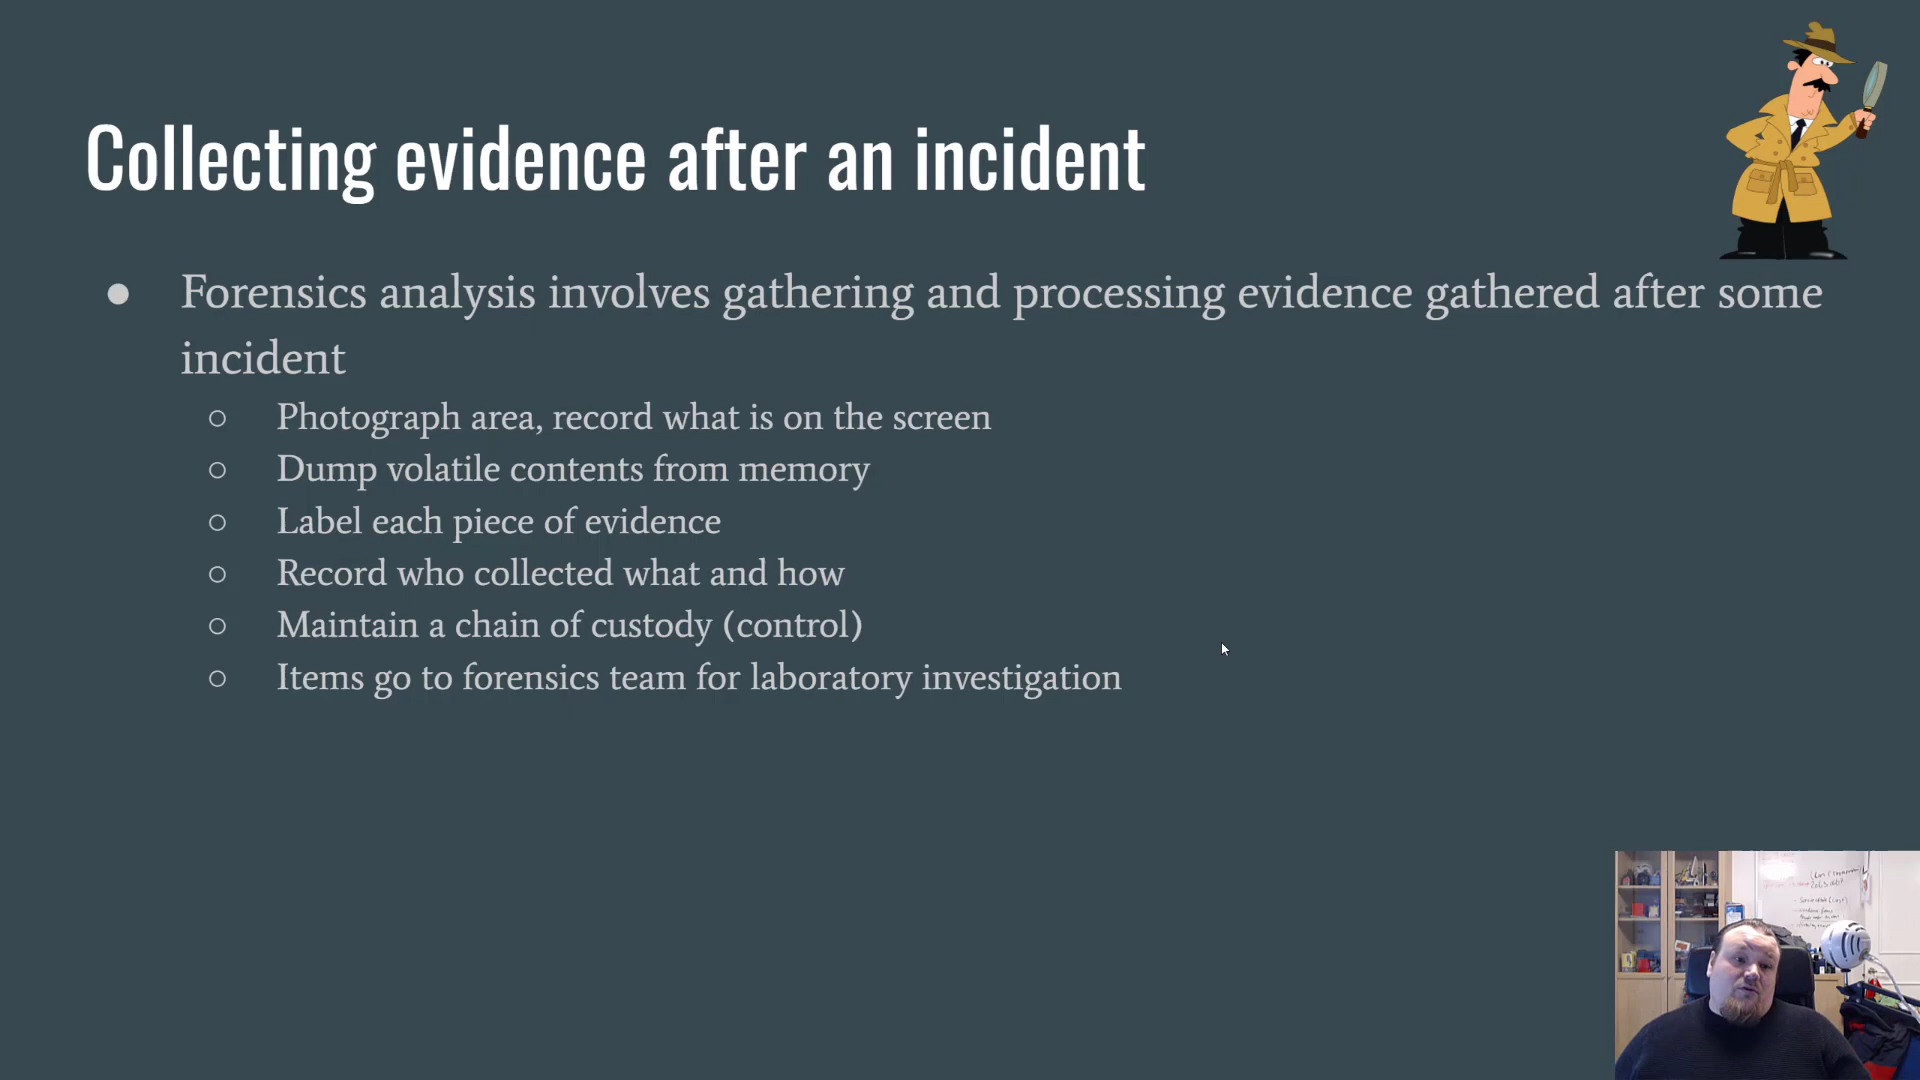 Collecting evidence after an incident
● Forensics analysis involves gathering and processing evidence gathered after some
incident
○ Photograph area, record what is on the screen
○ Dump volatile contents from memory
○ Label each piece of evidence
○ Record who collected what and how
○ Maintain a chain of custody (control)
○ Items go to forensics team for laboratory investigation